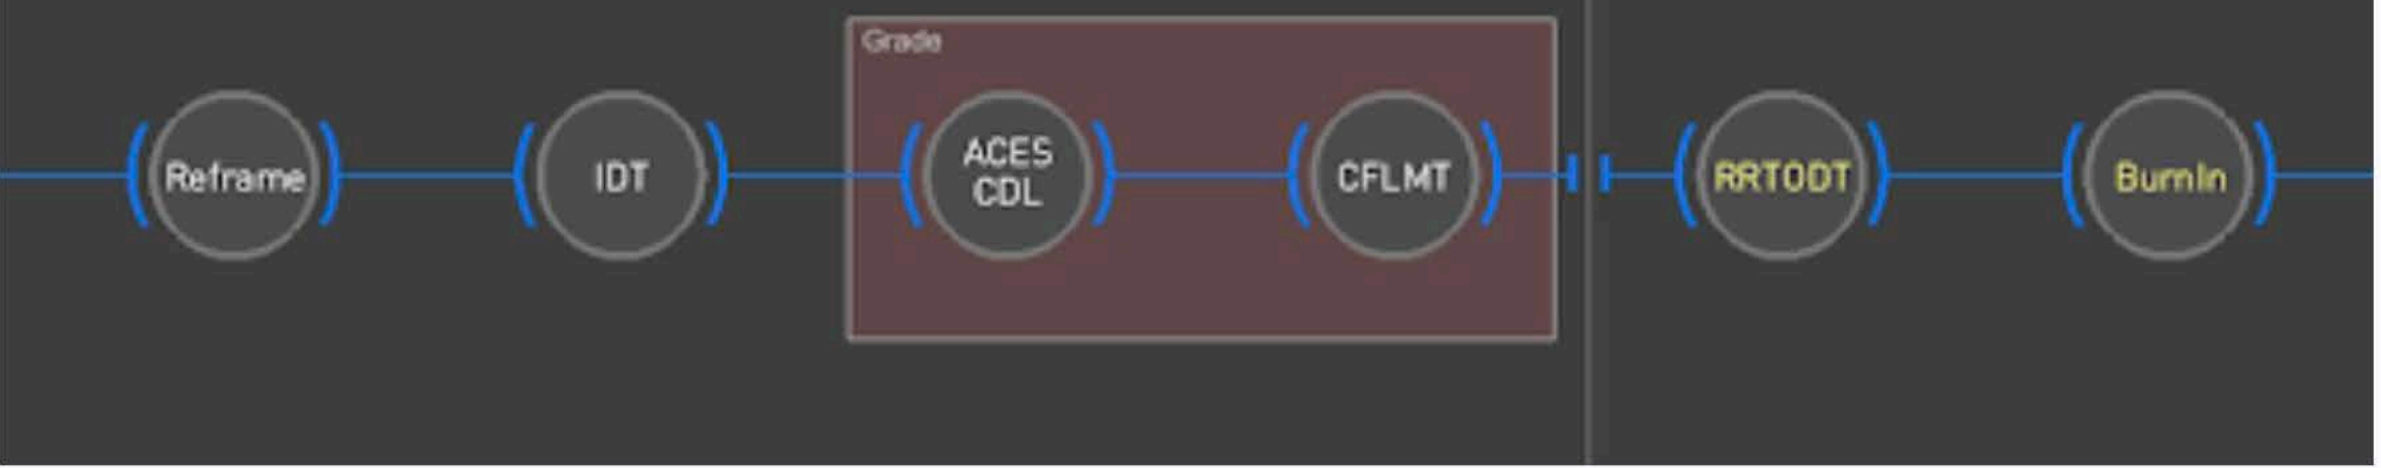 Grade
Reframe
IDT
ACES
CDL
CFLMT
RRTODT
BurnIn